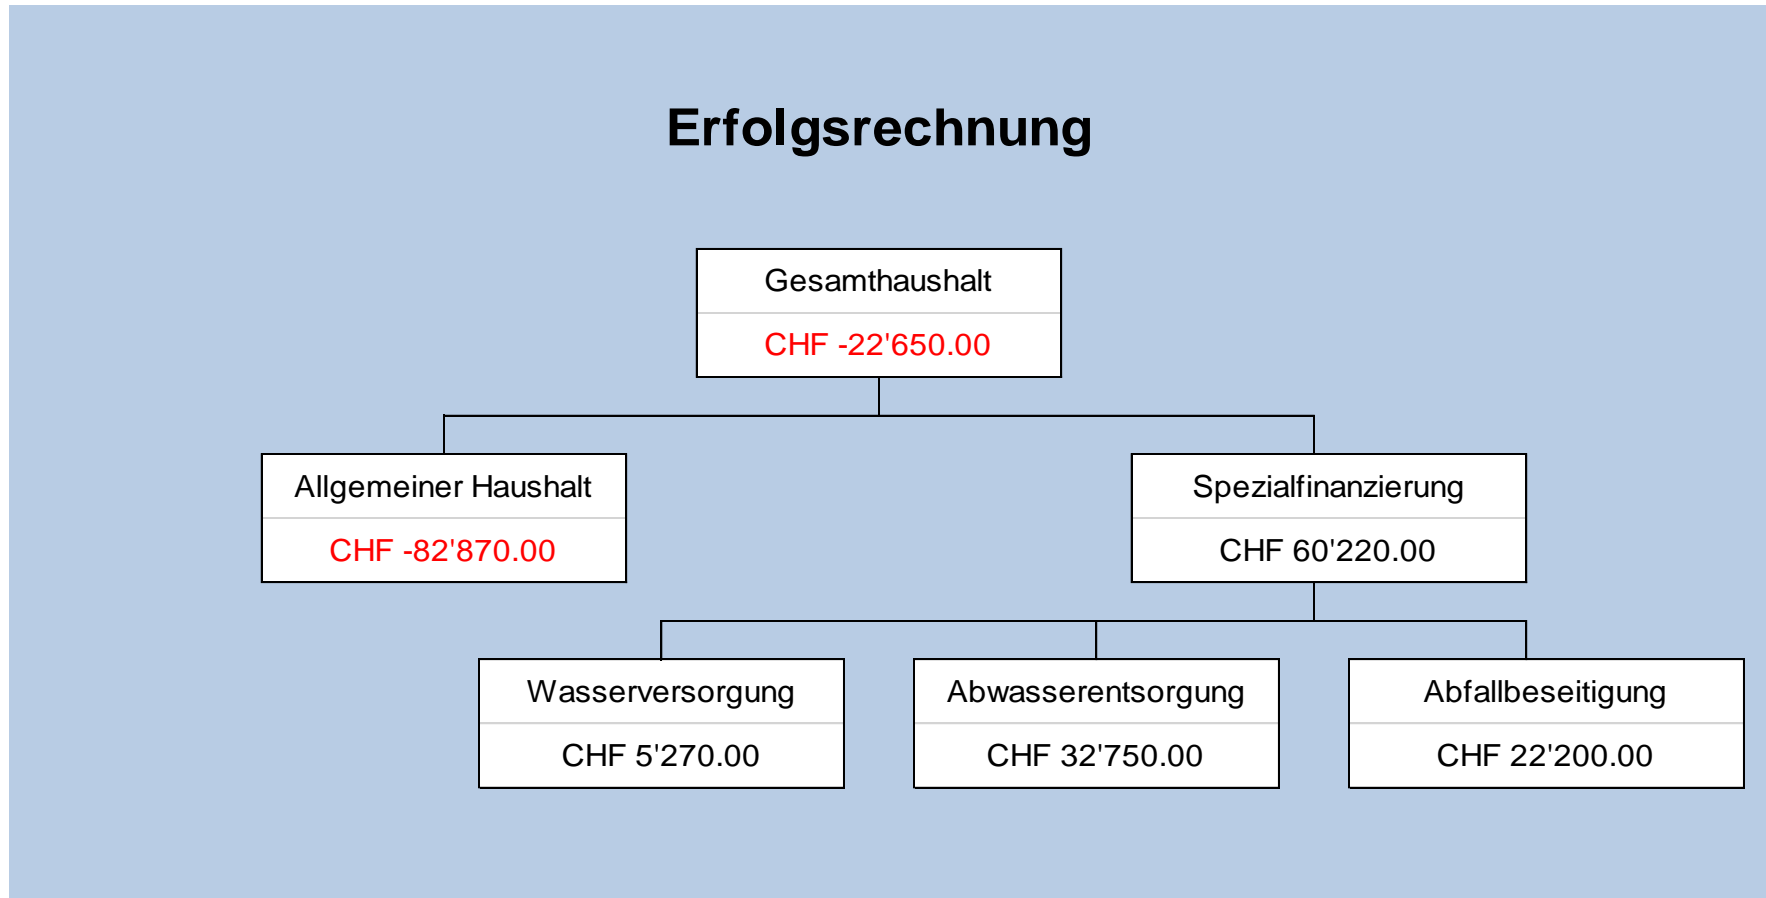 Erfolgsrechnung
Gesamthaushalt
CHF -22'650.00
Allgemeiner Haushalt
CHF -82'870.00
Spezialfinanzierung
CHF 60'220.00
Wasserversorgung
CHF 5'270.00
Abwasserentsorgung
CHF 32'750.00
Abfallbeseitigung
CHF 22'200.00